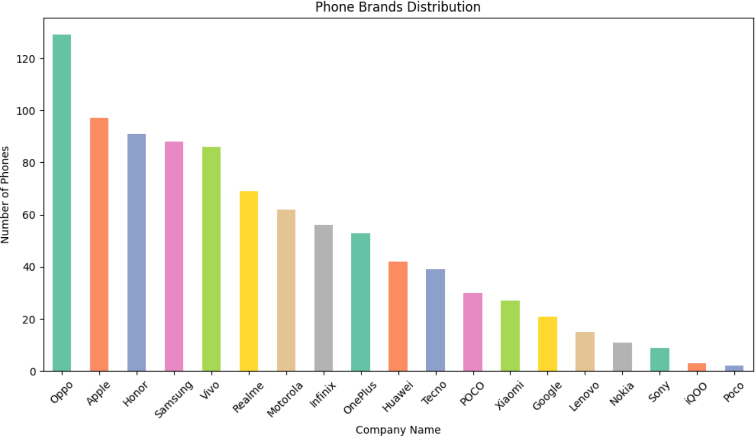 Phone Brands Distribution
Number of Phones
120
100
80
60
40
20
0
Oppo
Apple
Honor
Samsung
Vivo
Realme
Motorola
Infinix
OnePlus
Huawei
Tecno
POCO
Xiaomi
Google
Lenovo
Nokia
Sony
iQOO
Poco
Company Name